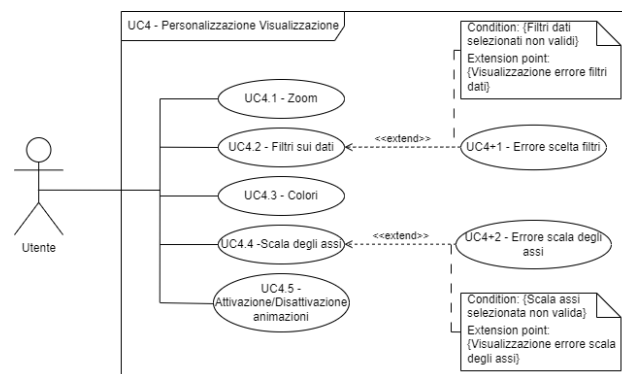 UC4 - Personalizzazione Visualizzazione
Condition: {Filtri dati
selezionati non validi}
Extension point:
{Visualizzazione errore filtri
dati}
UC4.1 - Zoom
UC4.2 - Filtri sui dati
<<extend>>
UC4+1 - Errore scelta filtri
UC4.3 - Colori
Utente
UC4.4 -Scala degli assi
<<extend>>
UC4+2 - Errore scala degli
assi
UC4.5 -
Attivazione/Disattivazione
animazioni
Condition: {Scala assi
selezionata non valida}
Extension point:
{Visualizzazione errore scala
degli assi}